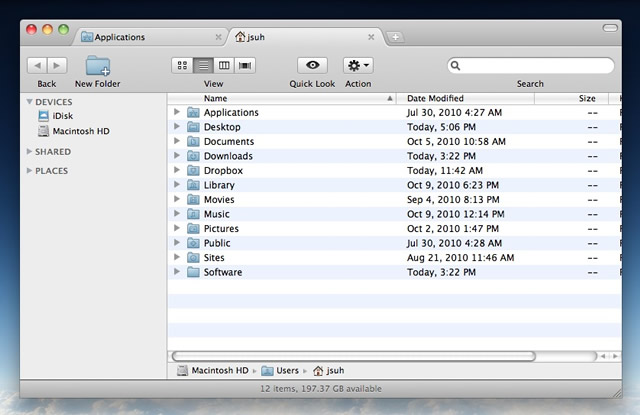 Applications
jsuh
Back
New Folder
View
Quick Look
Action
Search
DEVICES
iDisk
Macintosh HD
SHARED
PLACES
Name Date Modified Size
Applications Jul 30, 2010 4:27 AM --
Desktop Today, 5:06 PM --
Documents Oct 5, 2010 10:58 AM --
Downloads Today, 3:22 PM --
Dropbox Today, 11:42 AM --
Library Oct 9, 2010 6:23 PM --
Movies Sep 4, 2010 8:13 PM --
Music Oct 9, 2010 12:14 PM --
Pictures Oct 2, 2010 1:47 PM --
Public Jul 30, 2010 4:28 AM --
Sites Aug 21, 2010 11:46 AM --
Software Today, 3:22 PM --
Macintosh HD Users jsuh
12 items, 197.37 GB available